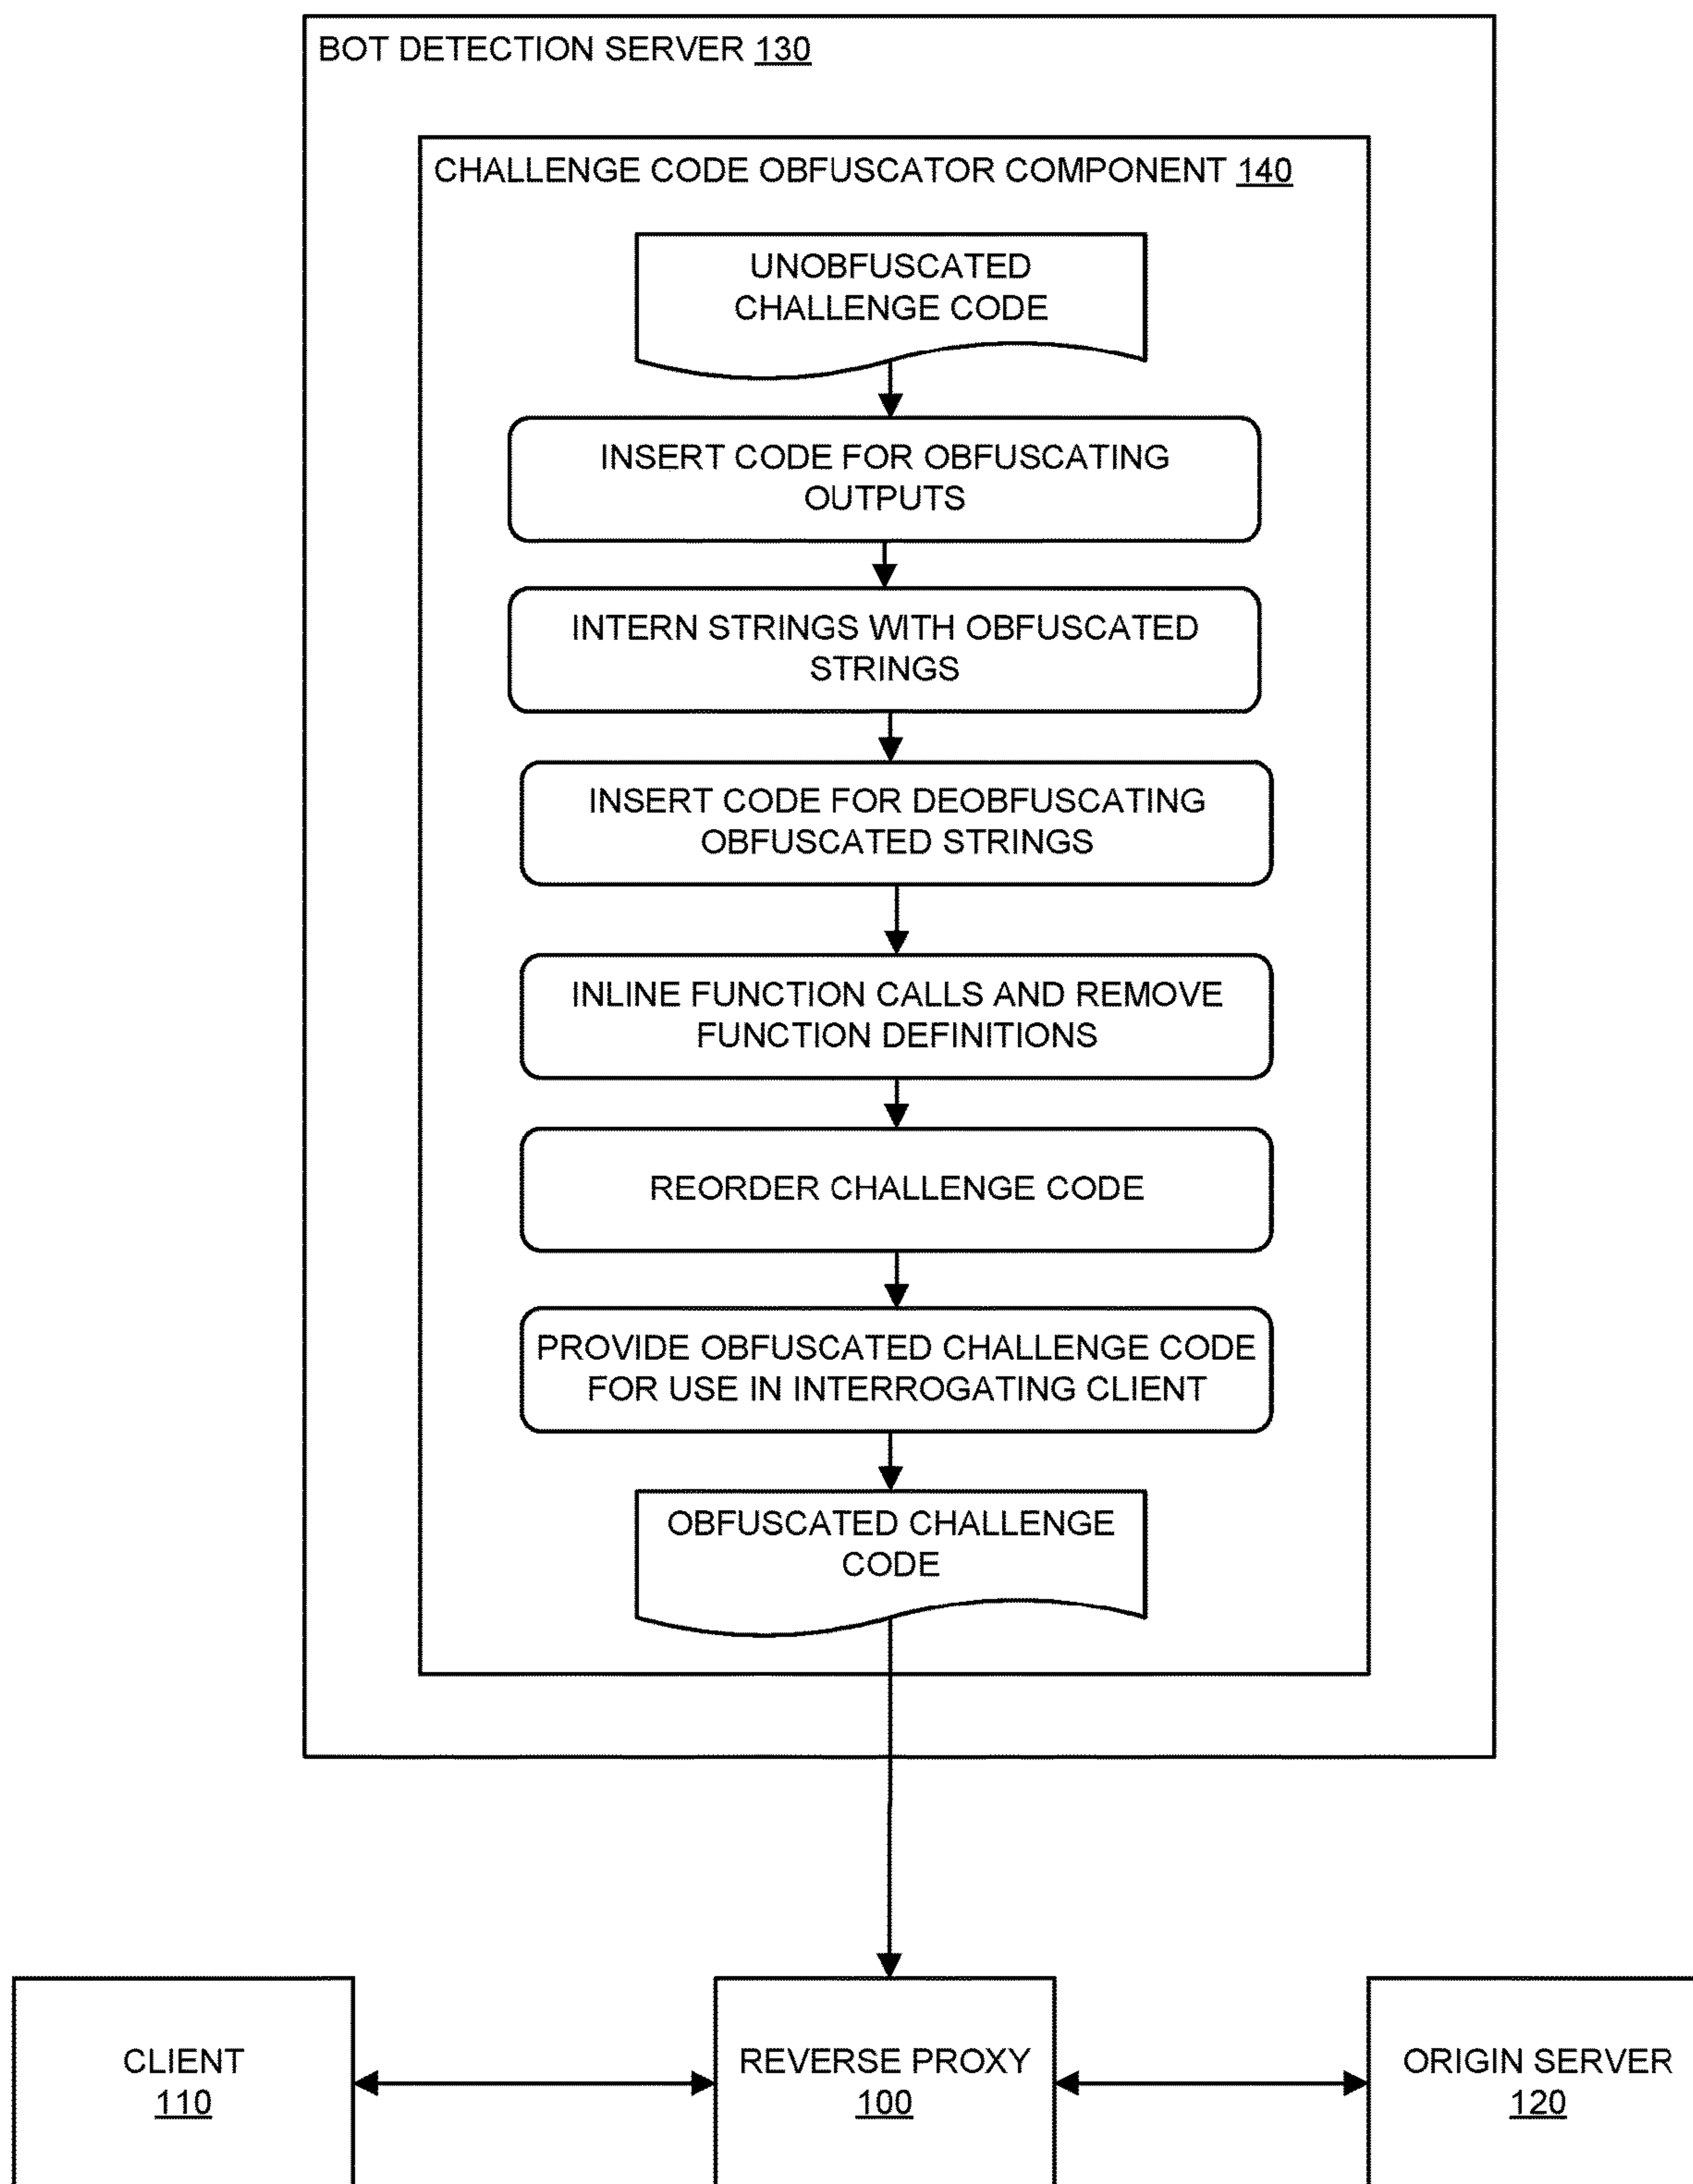 BOT DETECTION SERVER 130
CHALLENGE CODE OBFUSCATOR COMPONENT 140
UNOBFUSCATED
CHALLENGE CODE
INSERT CODE FOR OBFUSCATING
OUTPUTS
INTERN STRINGS WITH OBFUSCATED
STRINGS
INSERT CODE FOR DEOBFUSCATING
OBFUSCATED STRINGS
INLINE FUNCTION CALLS AND REMOVE
FUNCTION DEFINITIONS
REORDER CHALLENGE CODE
PROVIDE OBFUSCATED CHALLENGE CODE
FOR USE IN INTERROGATING CLIENT
OBFUSCATED CHALLENGE
CODE
CLIENT
110
REVERSE PROXY
100
ORIGIN SERVER
120